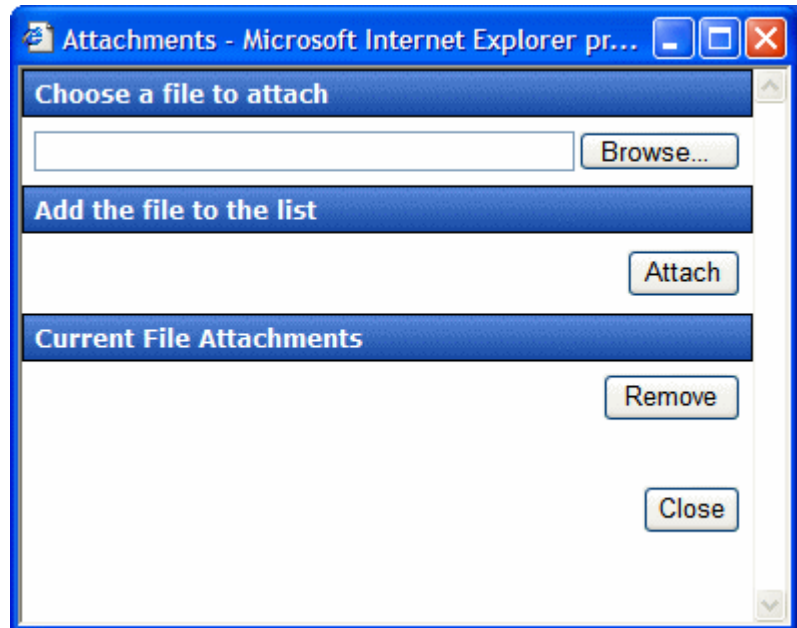 Attachments - Microsoft Internet Explorer pr...
Choose a file to attach
Browse...
Add the file to the list
Attach
Current File Attachments
Remove
Close